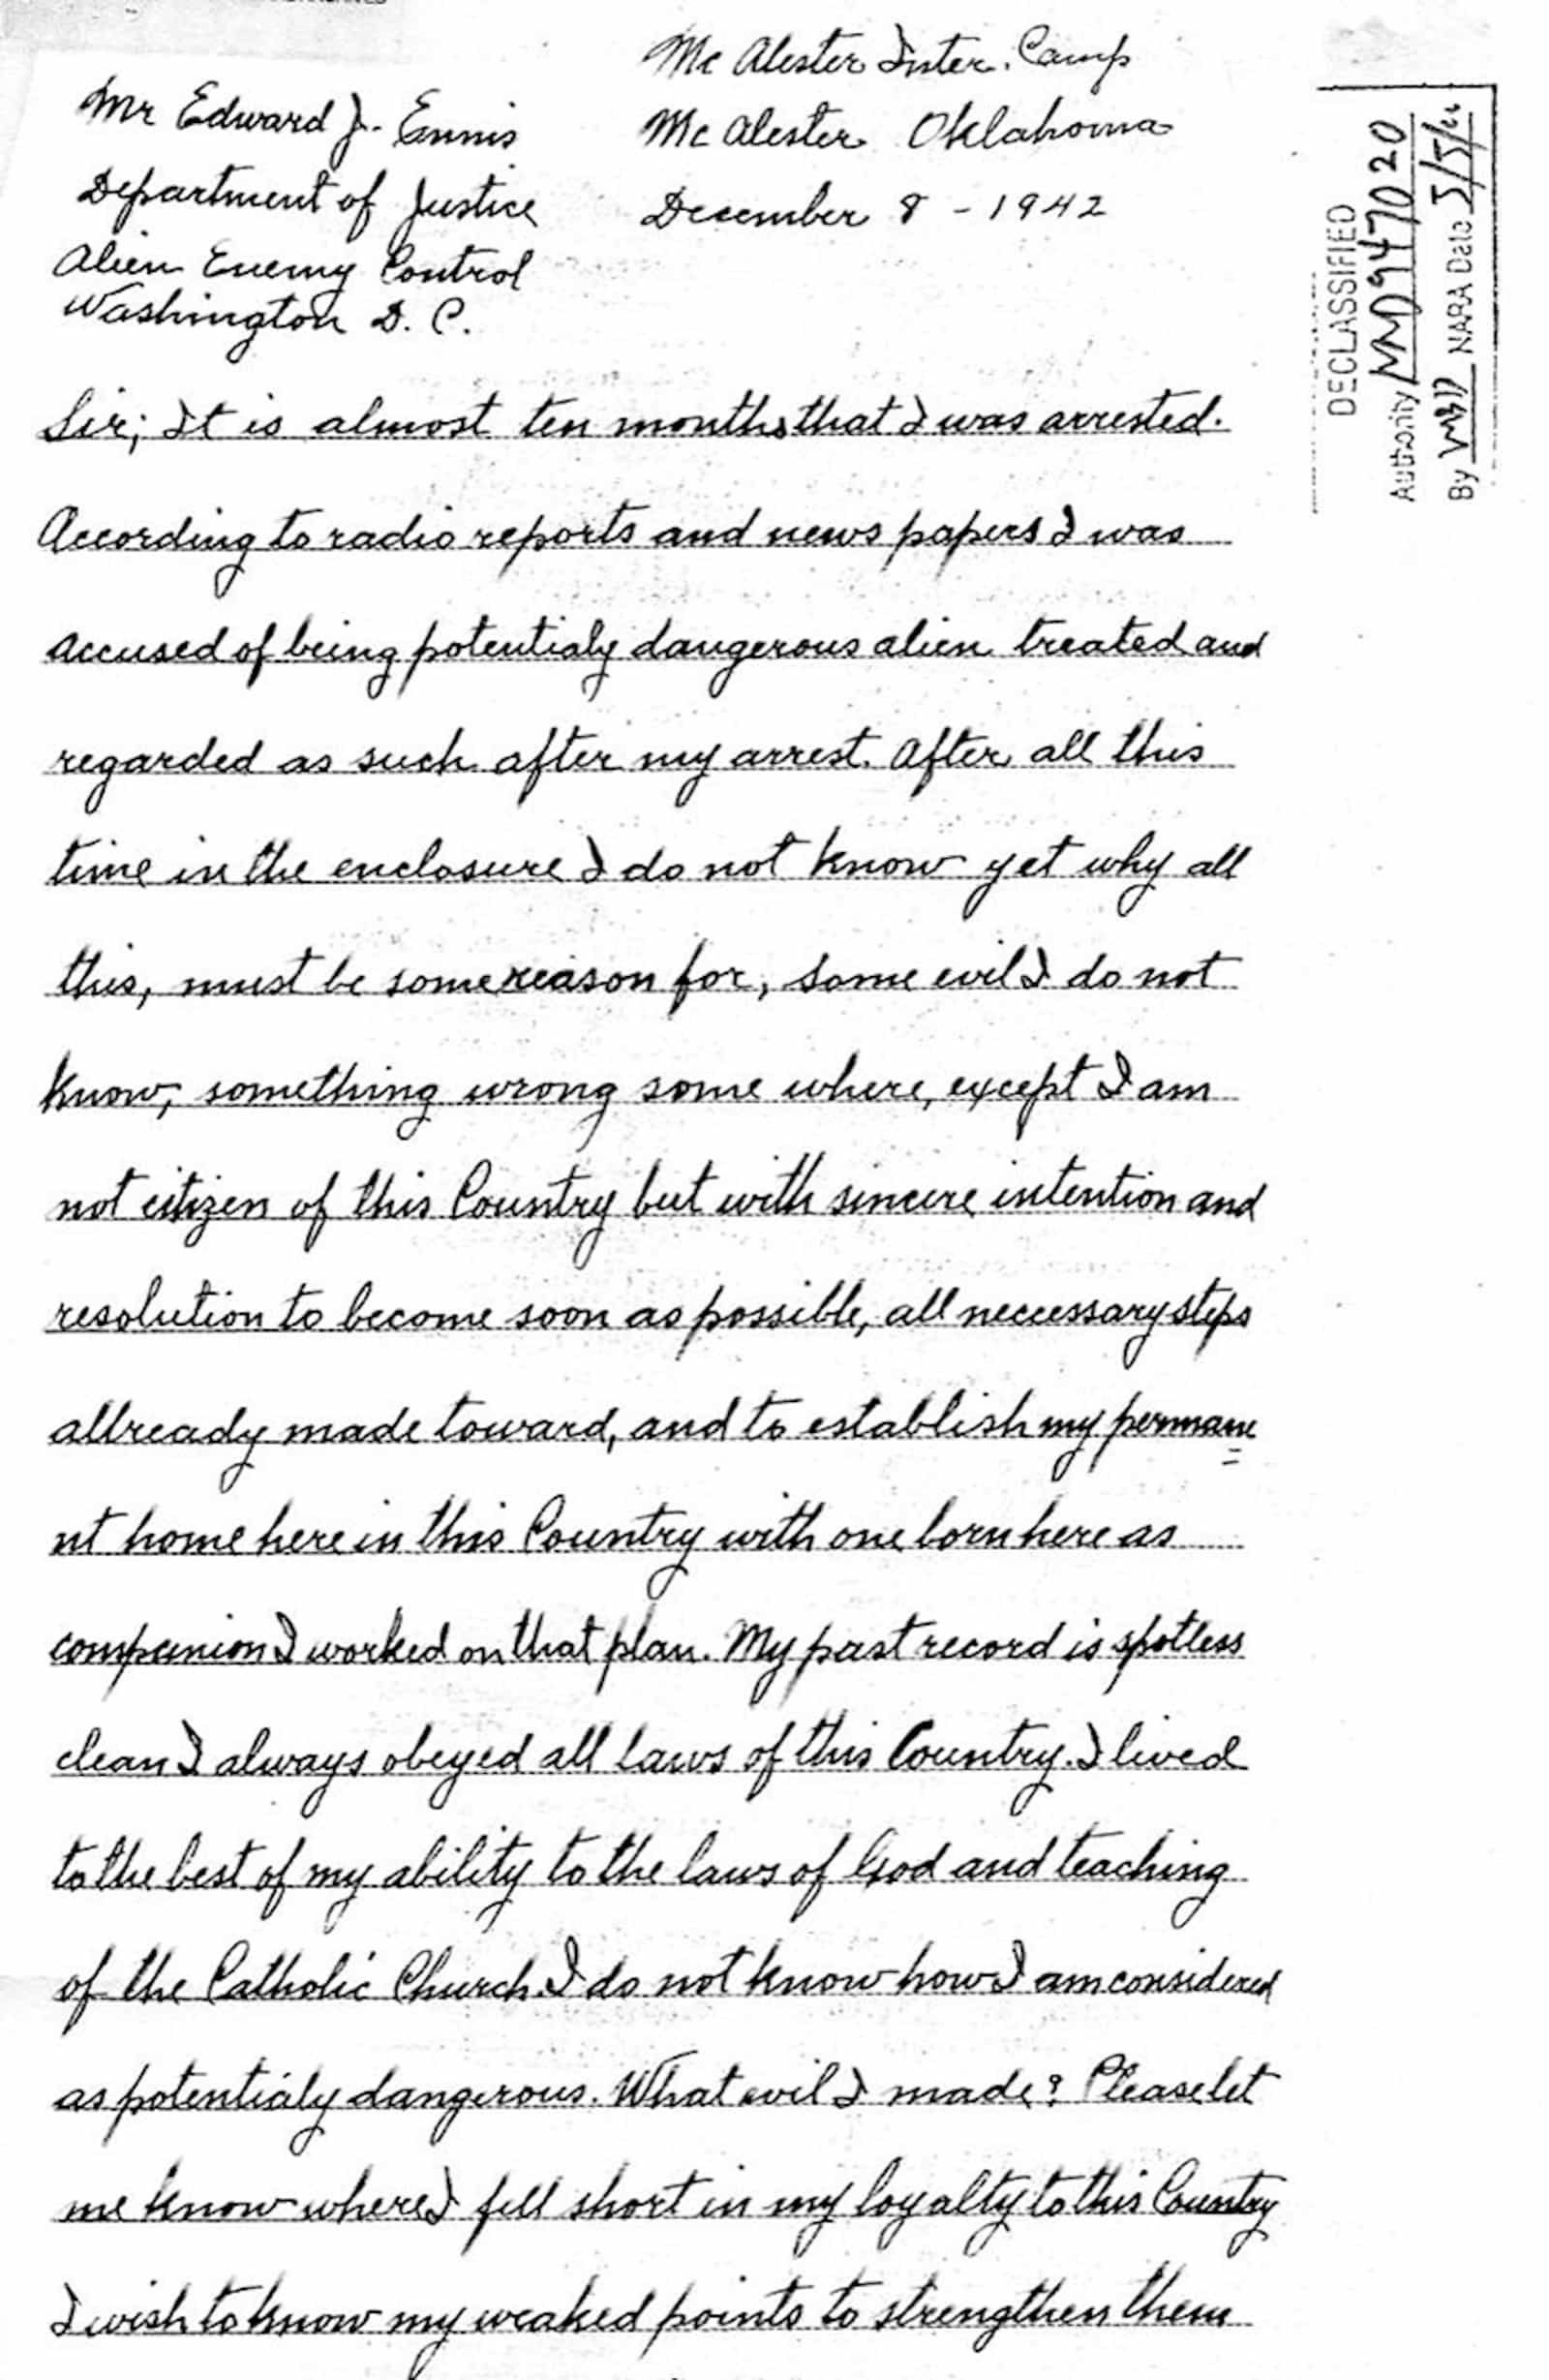 Mc Alester Inter. Camp
Mr Edward J. Ennis
Mc Alester Oklahoma
Department of Justice
December 8 - 1942
Alien Enemy Control
Washington D. C.
Sir; It is almost ten months that I was arrested.
According to radio reports and news papers I was
accused of being potentialy dangerous alien treated and
regarded as such after my arrest. After all this
time in the enclosure I do not know yet why all
this, must be some reason for, some evil I do not
know, something wrong some where, except I am
not citizen of this Country but with sincere intention and
resolution to become soon as possible, all neccessary steps
allready made toward, and to establish my permane
=
nt home here in this Country with one born here as
companion I worked on that plan. My past record is spotless
clean I always obeyed all laws of this Country. I lived
to the best of my ability to the laws of God and teaching
of the Catholic Church. I do not know how I am considered
as potentialy dangerous. What evil I made? Please let
me know where I fell short in my loyalty to this Country
I wish to know my weaked points to strengthen them
DECLASSIFIED
Authority NND947020
By NARA Date